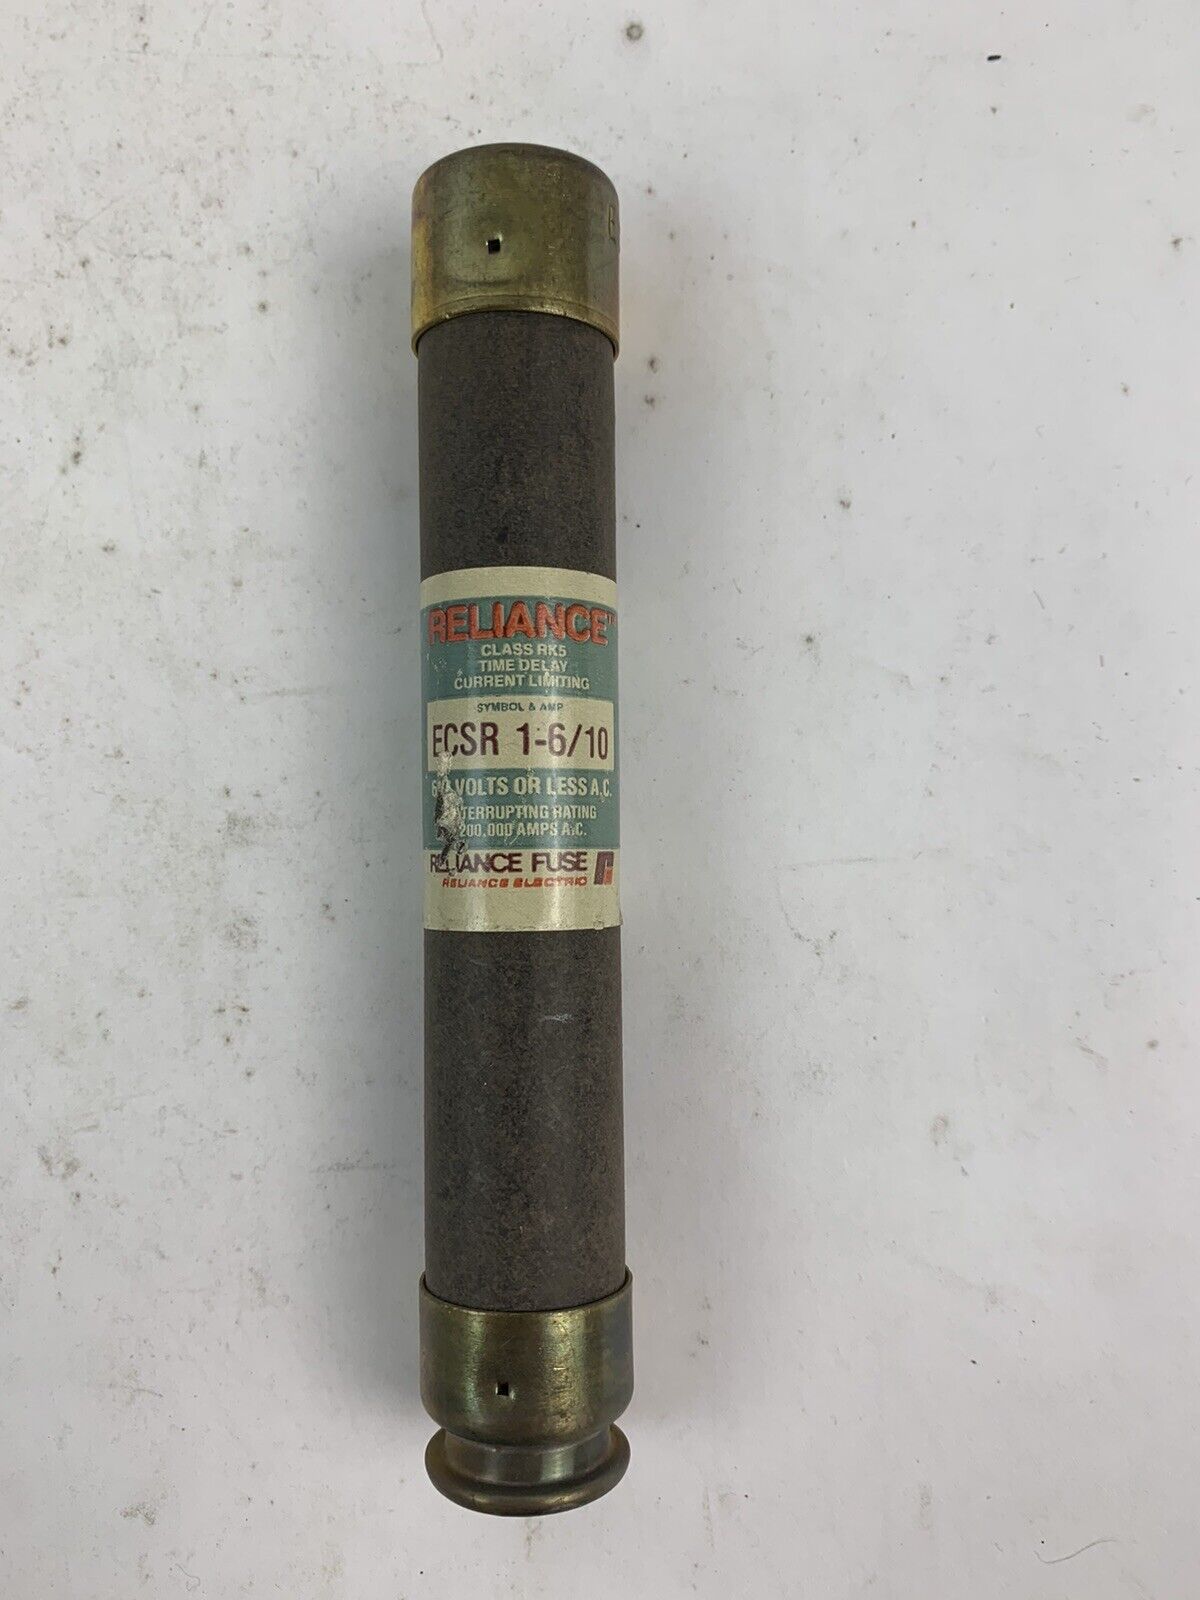 RELIANCE"
CLASS RK5
TIME DELAY
CURRENT LIMITING
SYMBOL & AMP
ECSR 1-6/10
VOLTS OR LESS A.C.
INTERRUPTING RATING
200,000 AMPS A.C.
RELIANCE FUSE
RELIANCE ELECTRIC